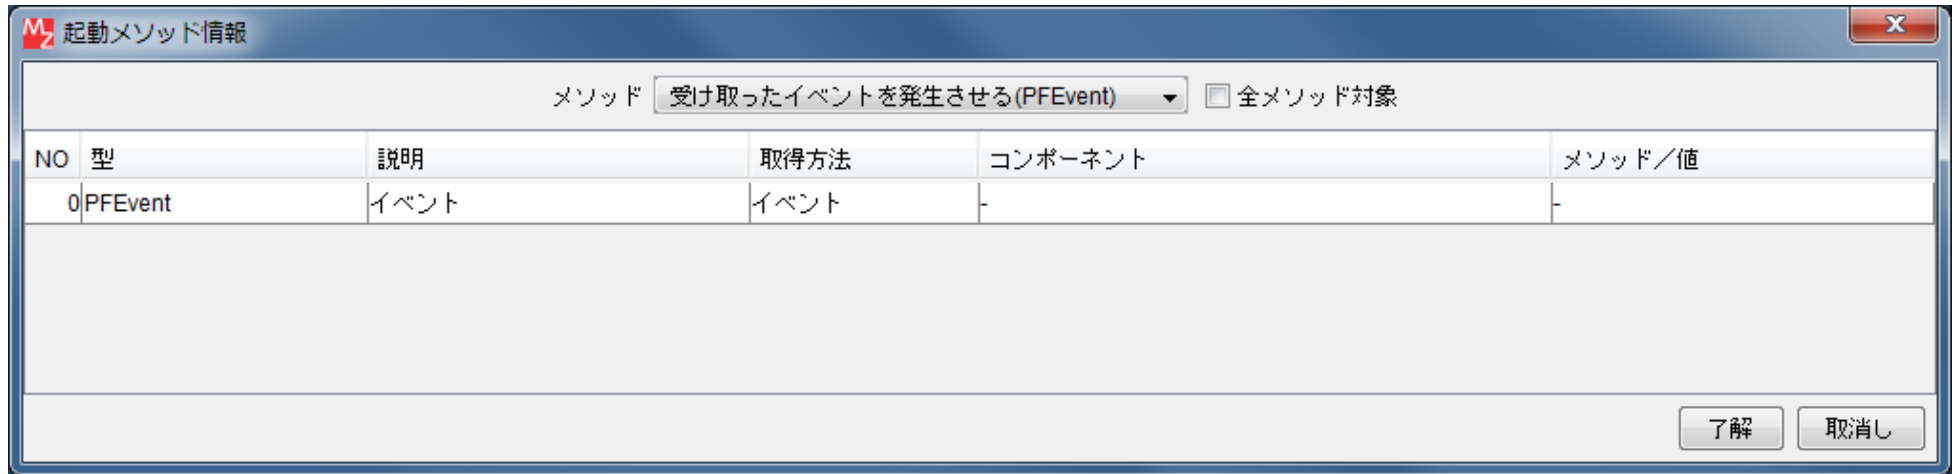 MZ 起動メソッド情報
メソッド 受け取ったイベントを発生させる(PFEvent) 全メソッド対象
NO 型 説明 取得方法 コンポーネント メソッド／値
0 PFEvent イベント イベント - -
了解 取消し